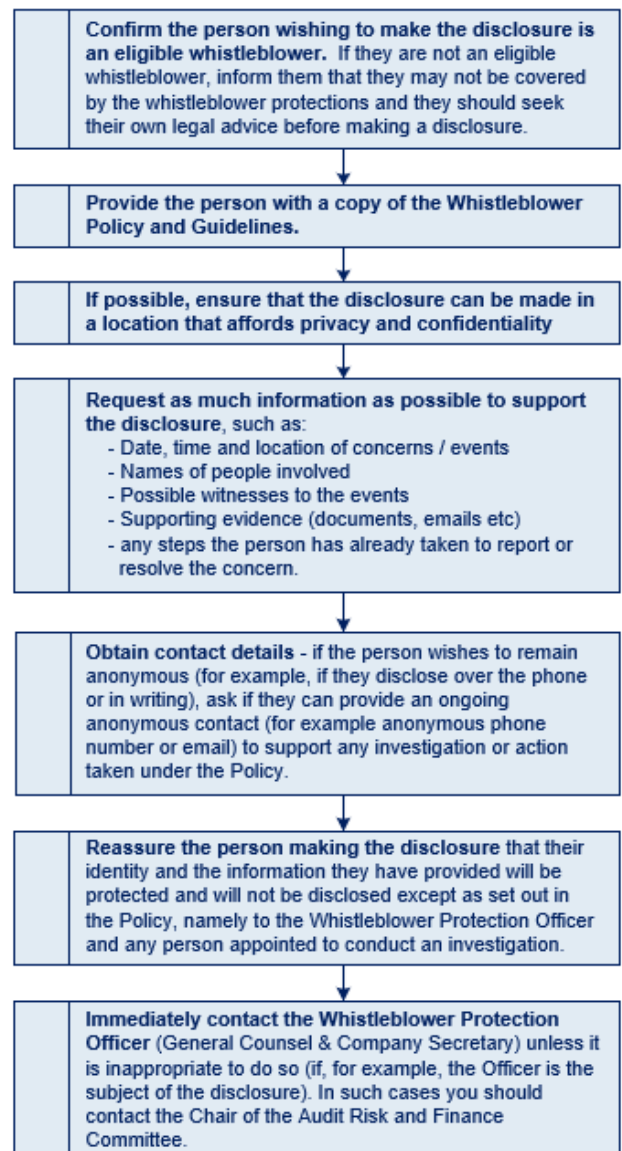 Confirm the person wishing to make the disclosure is
an eligible whistleblower. If they are not an eligible
whistleblower, inform them that they may not be covered
by the whistleblower protections and they should seek
their own legal advice before making a disclosure.
Provide the person with a copy of the Whistleblower
Policy and Guidelines.
If possible, ensure that the disclosure can be made in
a location that affords privacy and confidentiality
Request as much information as possible to support
the disclosure, such as:
- Date, time and location of concerns / events
- Names of people involved
- Possible witnesses to the events
- Supporting evidence (documents, emails etc)
- any steps the person has already taken to report or
resolve the concern.
Obtain contact details - if the person wishes to remain
anonymous (for example, if they disclose over the phone
or in writing), ask if they can provide an ongoing
anonymous contact (for example anonymous phone
number or email) to support any investigation or action
taken under the Policy.
Reassure the person making the disclosure that their
identity and the information they have provided will be
protected and will not be disclosed except as set out in
the Policy, namely to the Whistleblower Protection Officer
and any person appointed to conduct an investigation.
Immediately contact the Whistleblower Protection
Officer (General Counsel & Company Secretary) unless it
is inappropriate to do so (if, for example, the Officer is the
subject of the disclosure). In such cases you should
contact the Chair of the Audit Risk and Finance
Committee.